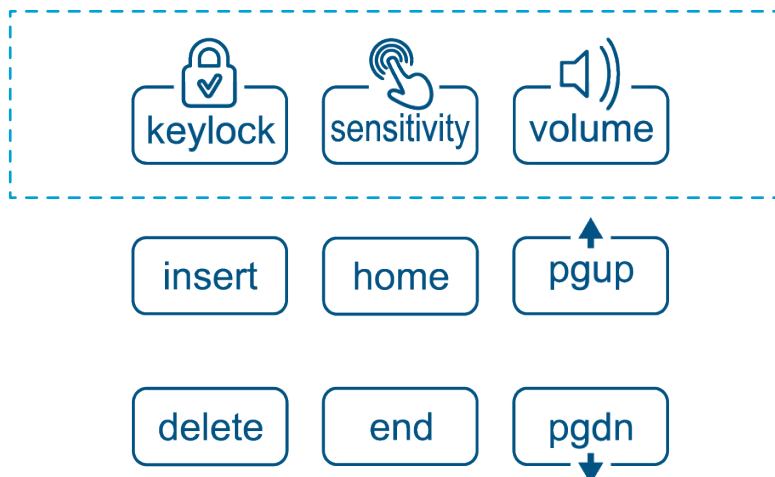 keylock sensitivity volume
insert home pgup
delete end pgdn